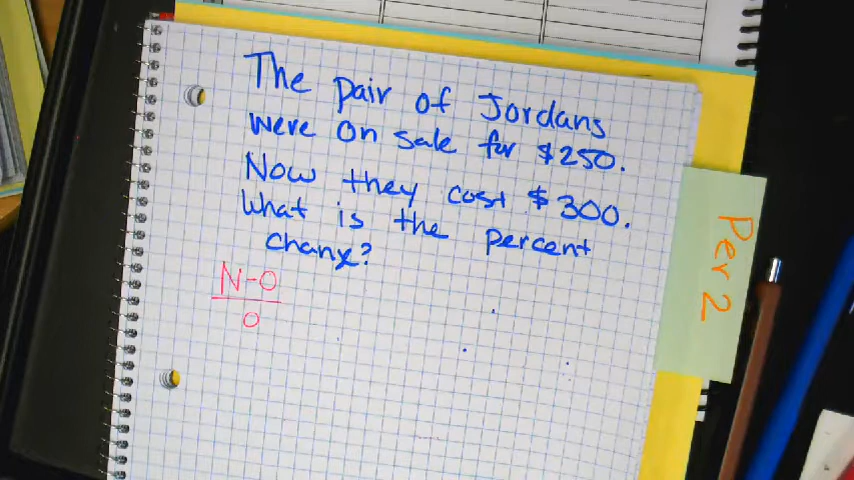 The pair of Jordans
were on sale for $250.
Now they cost $300.
What is the percent
change?
N-O
O
Per 2